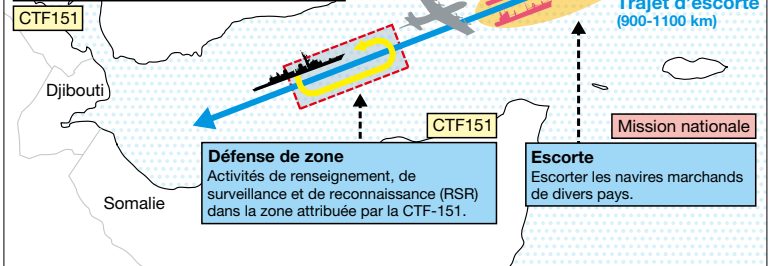 Trajet d'escorte
(900-1100 km)
CTF151
Djibouti
CTF151
Mission nationale
Défense de zone
Activités de renseignement, de
surveillance et de reconnaissance (RSR)
dans la zone attribuée par la CTF-151.
Escorte
Escorter les navires marchands
de divers pays.
Somalie